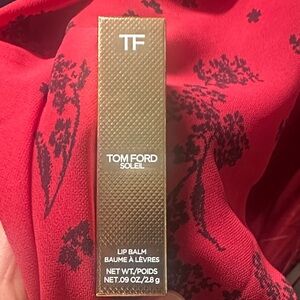 TF
TOM FORD
SOLEIL
LIP BALM
BAUME À LÈVRES
NET WT./POIDS
NET .09 OZ./2.8 g